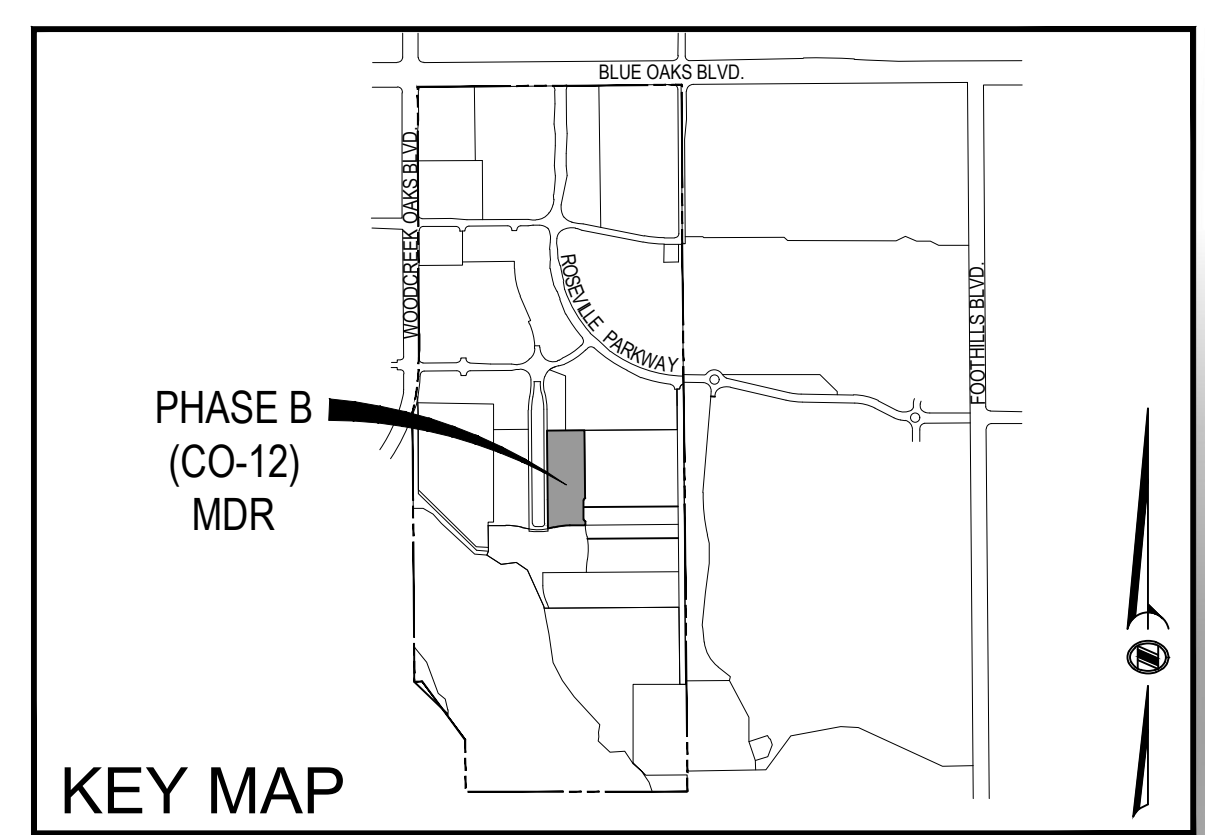 BLUE OAKS BLVD.
WOODCREEK OAKS BLVD.
ROSEVILLE PARKWAY
FOOTHILLS BLVD.
PHASE B
(CO-12)
MDR
KEY MAP